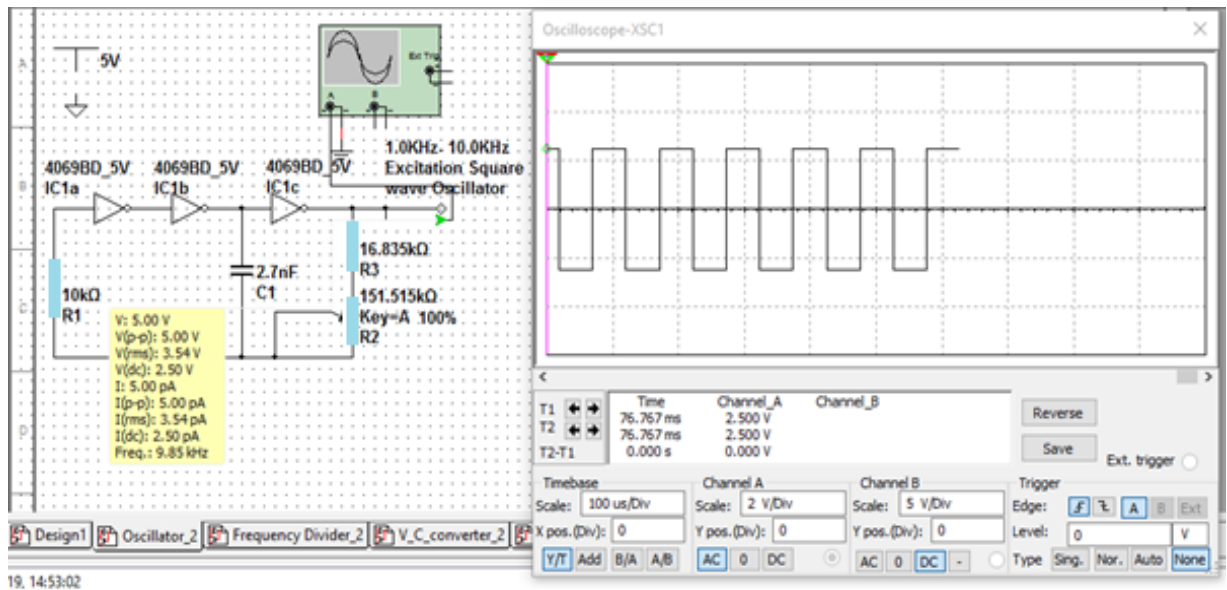 Oscilloscope-XSC1
A
5V
Ext Trig
A
B
1.0KHz- 10.0KHz
Excitation Square
wave Oscillator
4069BD_5V
4069BD_5V
4069BD_5V
B
IC1a
IC1b
IC1c
16.835kΩ
R3
2.7nF
C1
C
10kΩ
R1
151.515kΩ
Key=A 100%
R2
V: 5.00 V
V(p-p): 5.00 V
V(rms): 3.54 V
V(dc): 2.50 V
I: 5.00 pA
I(p-p): 5.00 pA
I(rms): 3.54 pA
I(dc): 2.50 pA
Freq.: 9.85 kHz
D
Time Channel_A Channel_B
T1 76.767 ms 2.500 V
T2 76.767 ms 2.500 V
T2-T1 0.000 s 0.000 V
Reverse
Save
Ext. trigger
Timebase
Scale: 100 us/Div
X pos.(Div): 0
Y/T Add B/A A/B
Channel A
Scale: 2 V/Div
Y pos.(Div): 0
AC 0 DC
Channel B
Scale: 5 V/Div
Y pos.(Div): 0
AC 0 DC -
Trigger
Edge: A B Ext
Level: 0 V
Type Sing. Nor. Auto None
Design1 Oscillator_2 Frequency Divider_2 V_C_converter_2
19, 14:53:02